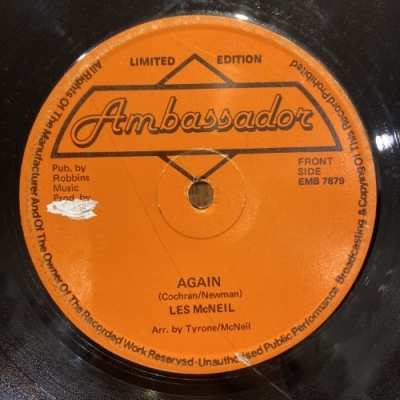 LIMITED EDITION
Ambassador
Pub. by
Robbins
Music
Prod by
FRONT
SIDE
EMB 7879
AGAIN
(Cochran/Newman)
LES McNEIL
Arr. by Tyrone/McNeil
All Rights Of The Manufacturer And Of The Owner Of The Recorded Work Reserved · Unauthorised Public Performance Broadcasting & Copying Of This Record Prohibited